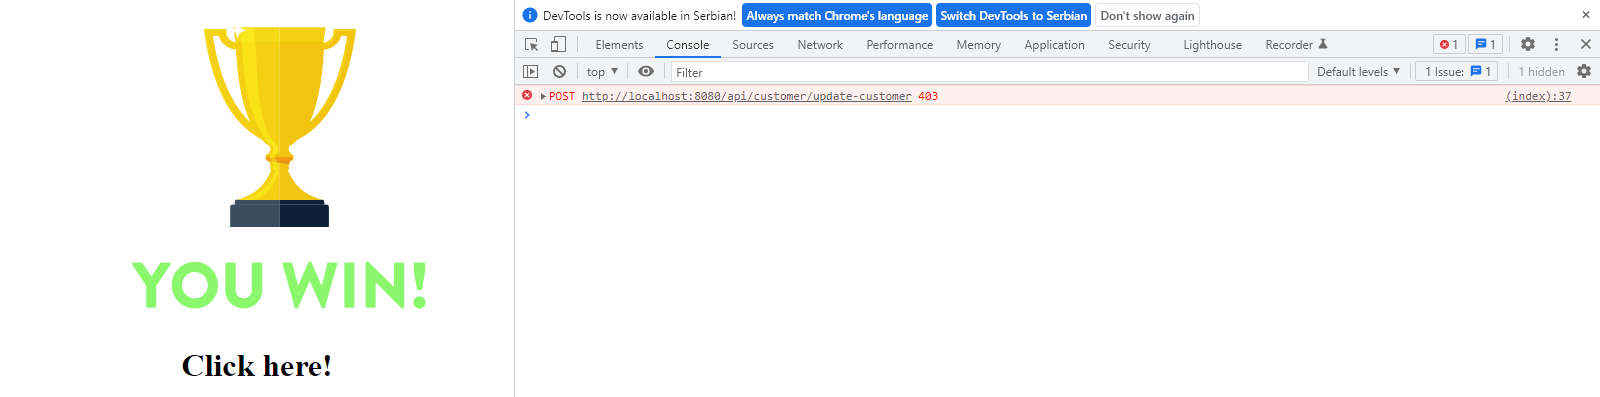 YOU WIN!
Click here!
DevTools is now available in Serbian! Always match Chrome's language Switch DevTools to Serbian Don't show again
Elements Console Sources Network Performance Memory Application Security Lighthouse Recorder 1 1
top Filter Default levels 1 Issue: 1 1 hidden
POST http://localhost:8080/api/customer/update-customer 403 (index):37